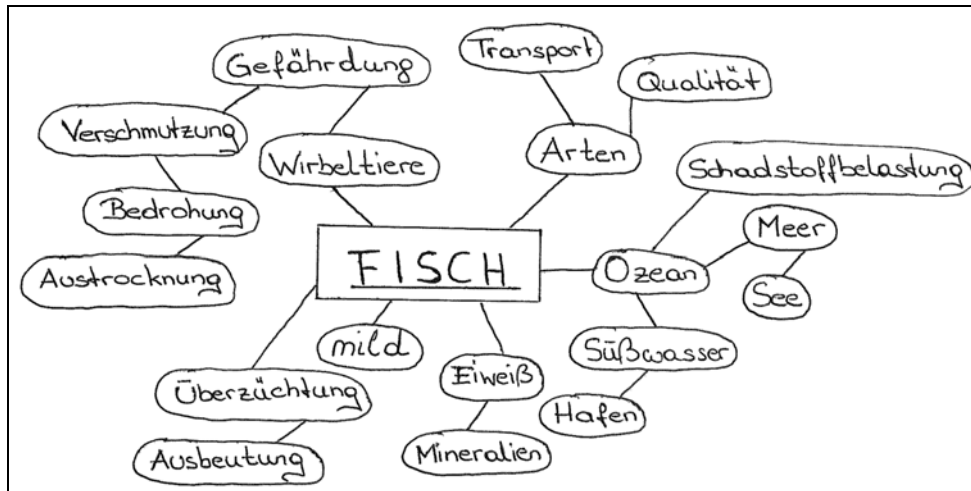 Transport
Gefährdung
Qualität
Verschmutzung
Wirbeltiere
Arten
Schadstoffbelastung
Bedrohung
Meer
FISCH
Ozean
Austrocknung
See
mild
Süßwasser
Eiweiß
Überzüchtung
Hafen
Mineralien
Ausbeutung